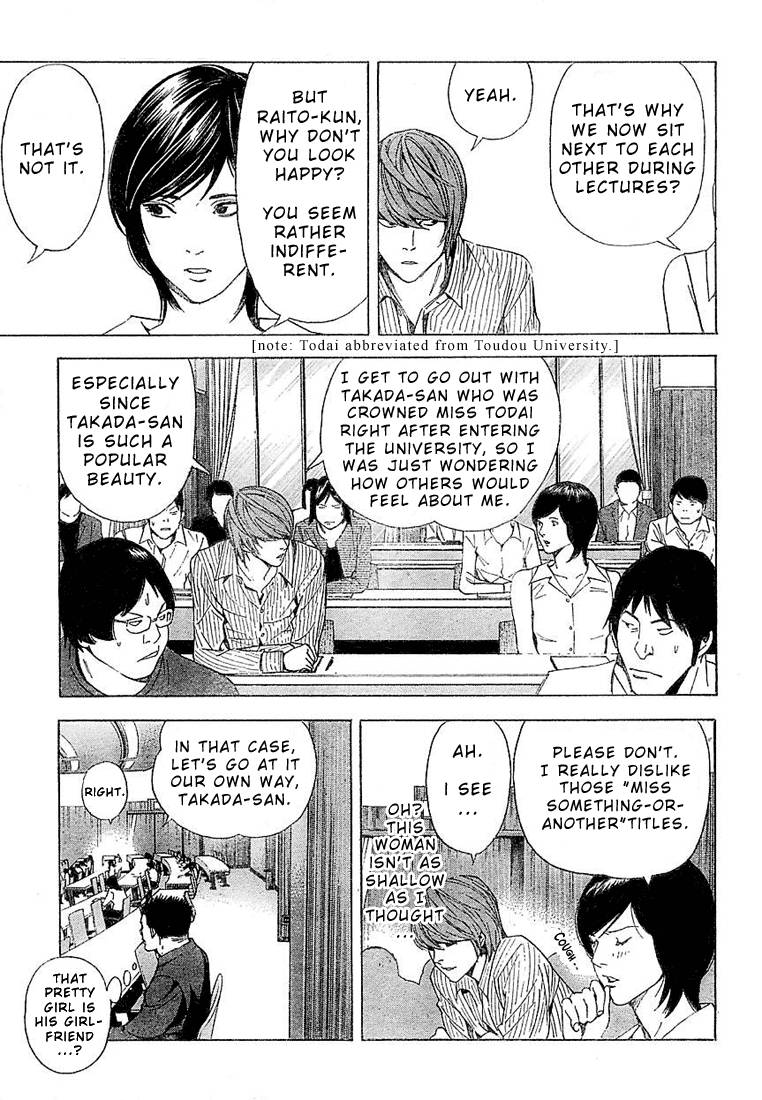 THAT'S WHY
WE NOW SIT
NEXT TO EACH
OTHER DURING
LECTURES?
YEAH.
BUT
RAITO-KUN,
WHY DON'T
YOU LOOK
HAPPY?
YOU SEEM
RATHER
INDIFFE-
RENT.
THAT'S
NOT IT.
[note: Todai abbreviated from Toudou University.]
I GET TO GO OUT WITH
TAKADA-SAN WHO WAS
CROWNED MISS TODAI
RIGHT AFTER ENTERING
THE UNIVERSITY, SO I
WAS JUST WONDERING
HOW OTHERS WOULD
FEEL ABOUT ME.
ESPECIALLY
SINCE
TAKADA-SAN
IS SUCH A
POPULAR
BEAUTY.
PLEASE DON'T.
I REALLY DISLIKE
THOSE "MISS
SOMETHING-OR-
ANOTHER"TITLES.
COUGH..
AH.
I SEE
...
OH?
THIS
WOMAN
ISN'T AS
SHALLOW
AS I
THOUGHT
...
IN THAT CASE,
LET'S GO AT IT
OUR OWN WAY,
TAKADA-SAN.
RIGHT.
THAT
PRETTY
GIRL IS
HIS GIRL-
FRIEND
...?